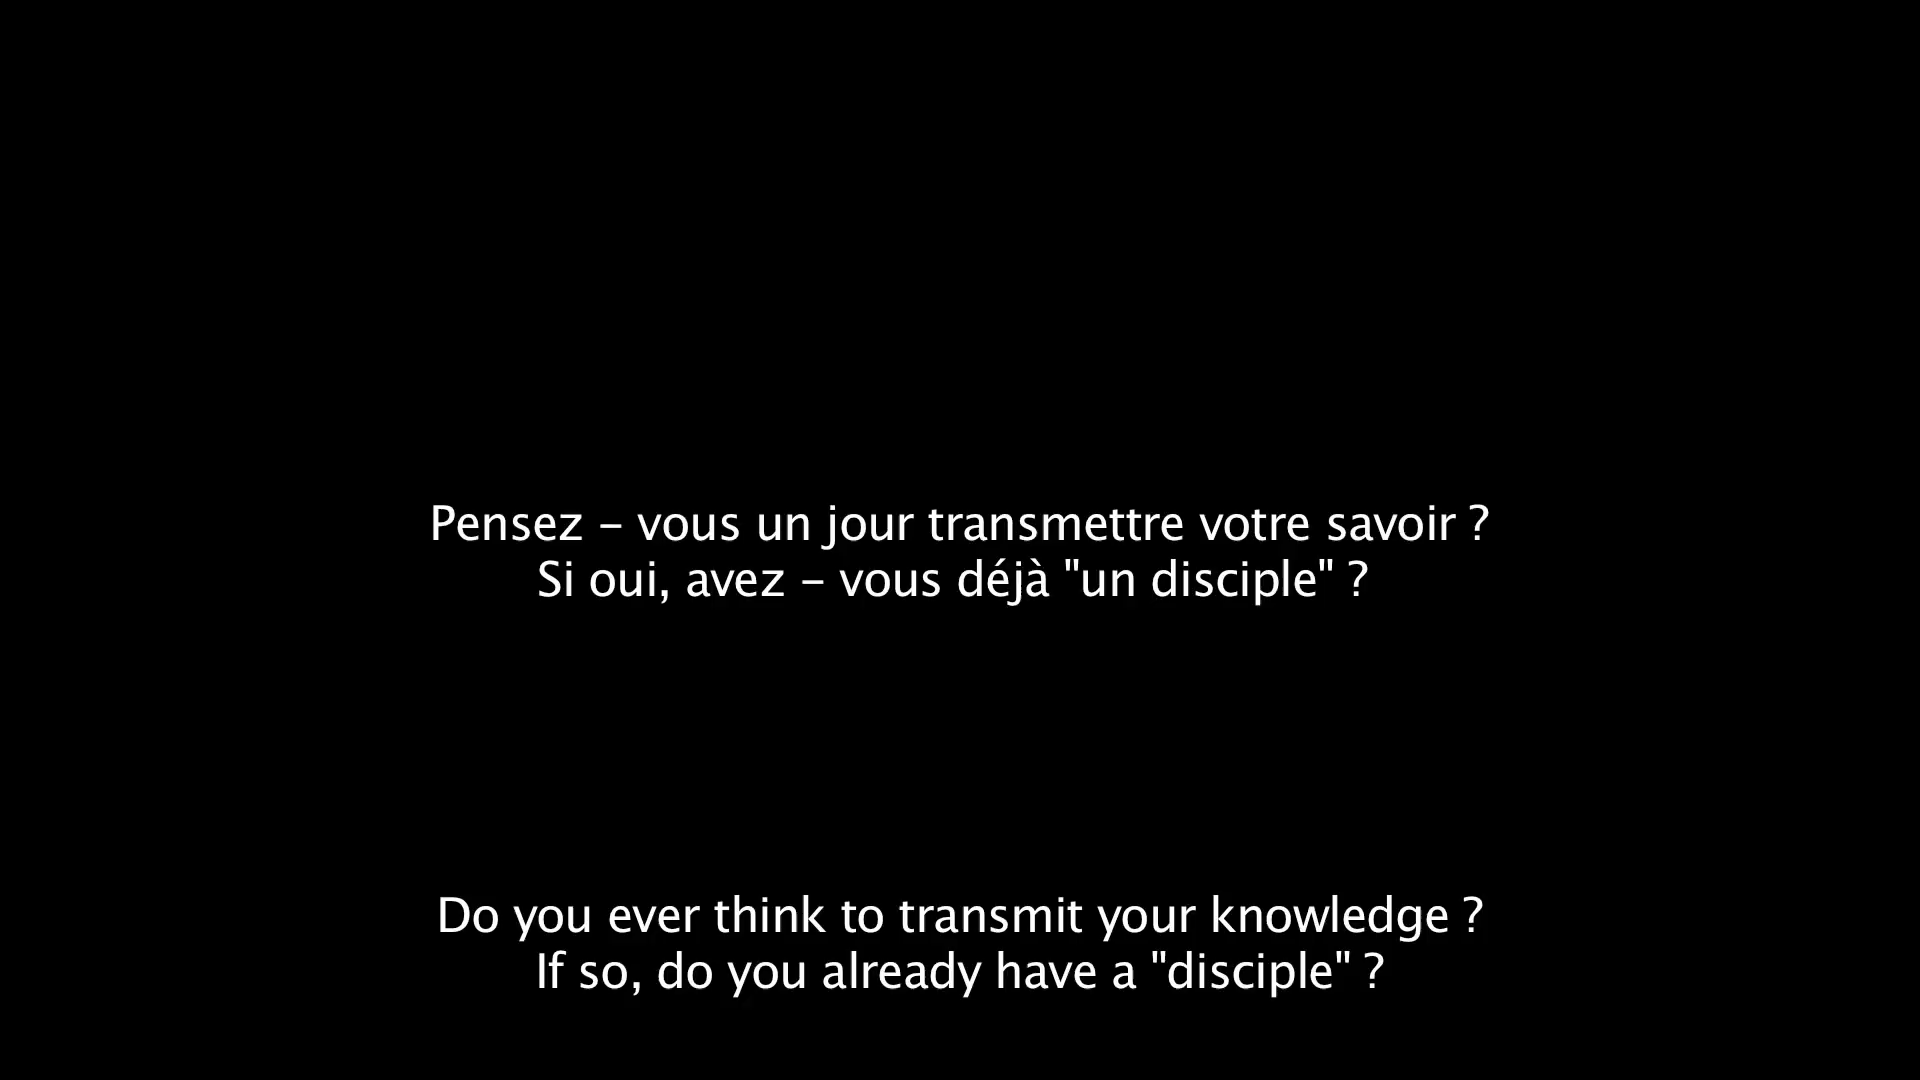 Pensez – vous un jour transmettre votre savoir ?
Si oui, avez – vous déjà "un disciple" ?
Do you ever think to transmit your knowledge ?
If so, do you already have a "disciple" ?